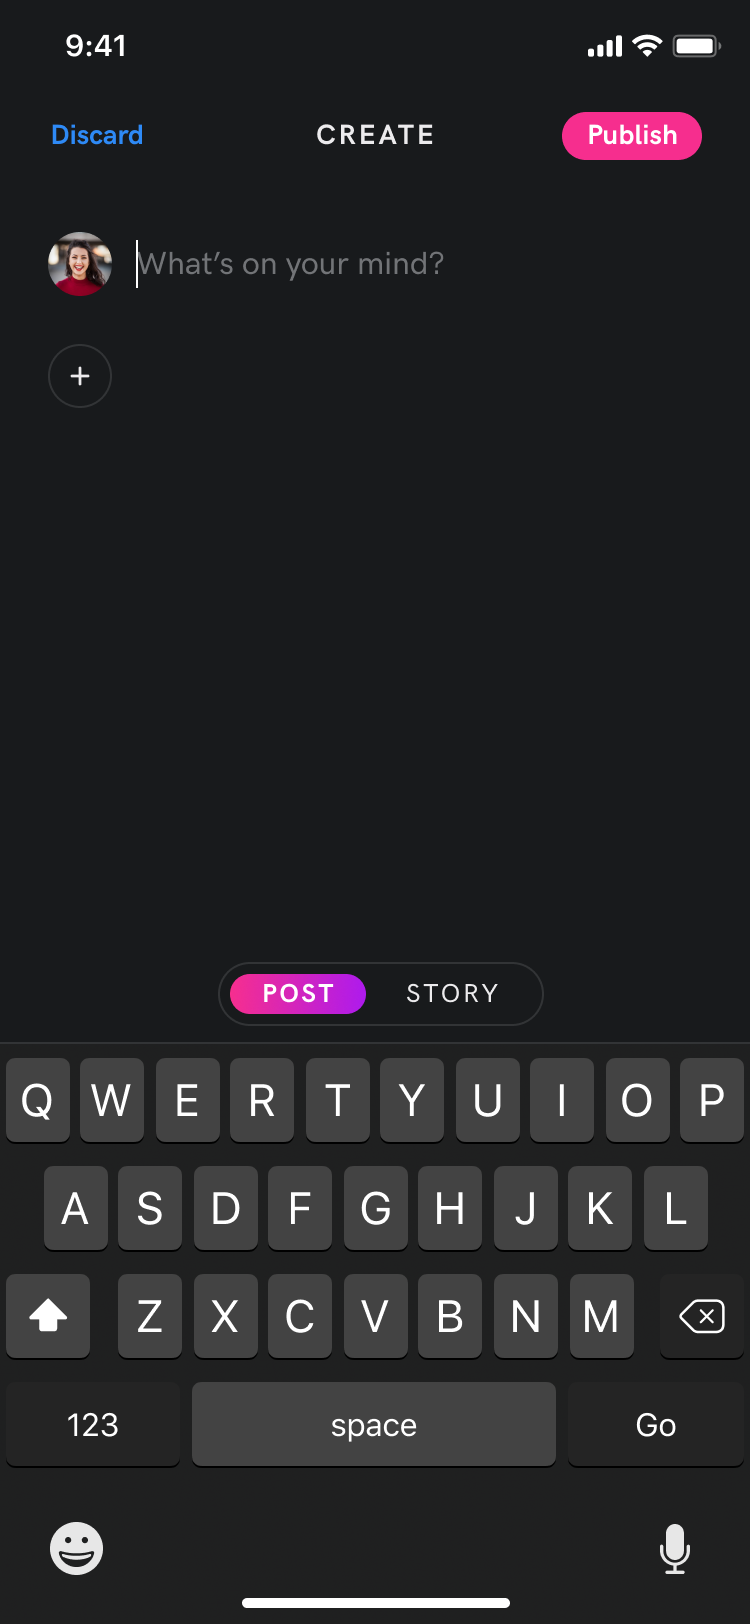 9:41
Discard CREATE Publish
What’s on your mind?
POST STORY
Q W E R T Y U I O P
A S D F G H J K L
Z X C V B N M
123 space Go